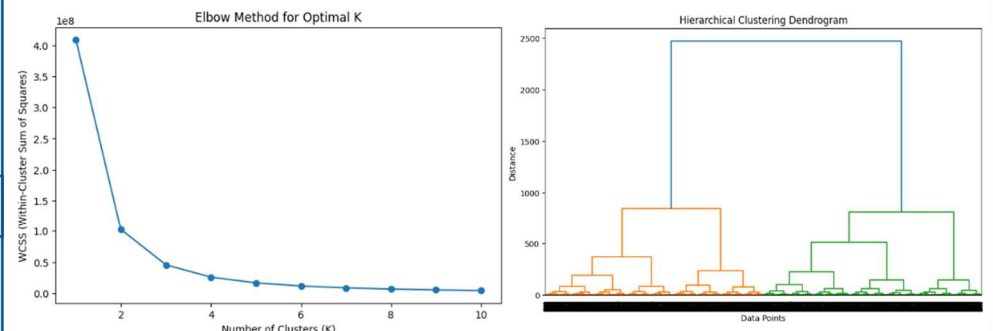 Elbow Method for Optimal K
1e8
4.0
3.5
3.0
2.5
2.0
1.5
1.0
0.5
0.0
WCSS (Within-Cluster Sum of Squares)
2 4 6 8 10
Number of Clusters (K)
Hierarchical Clustering Dendrogram
2500
2000
1500
1000
500
0
Distance
Data Points